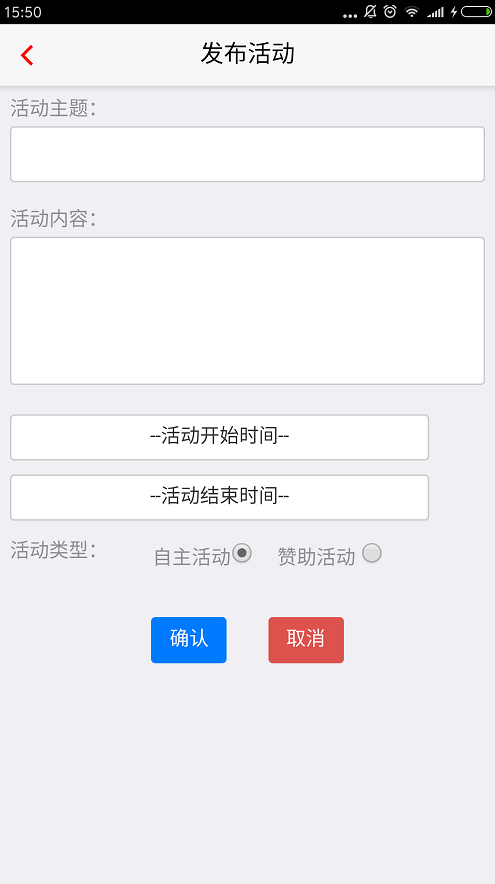 15:50
发布活动
活动主题：
活动内容：
--活动开始时间--
--活动结束时间--
活动类型： 自主活动 赞助活动
确认 取消